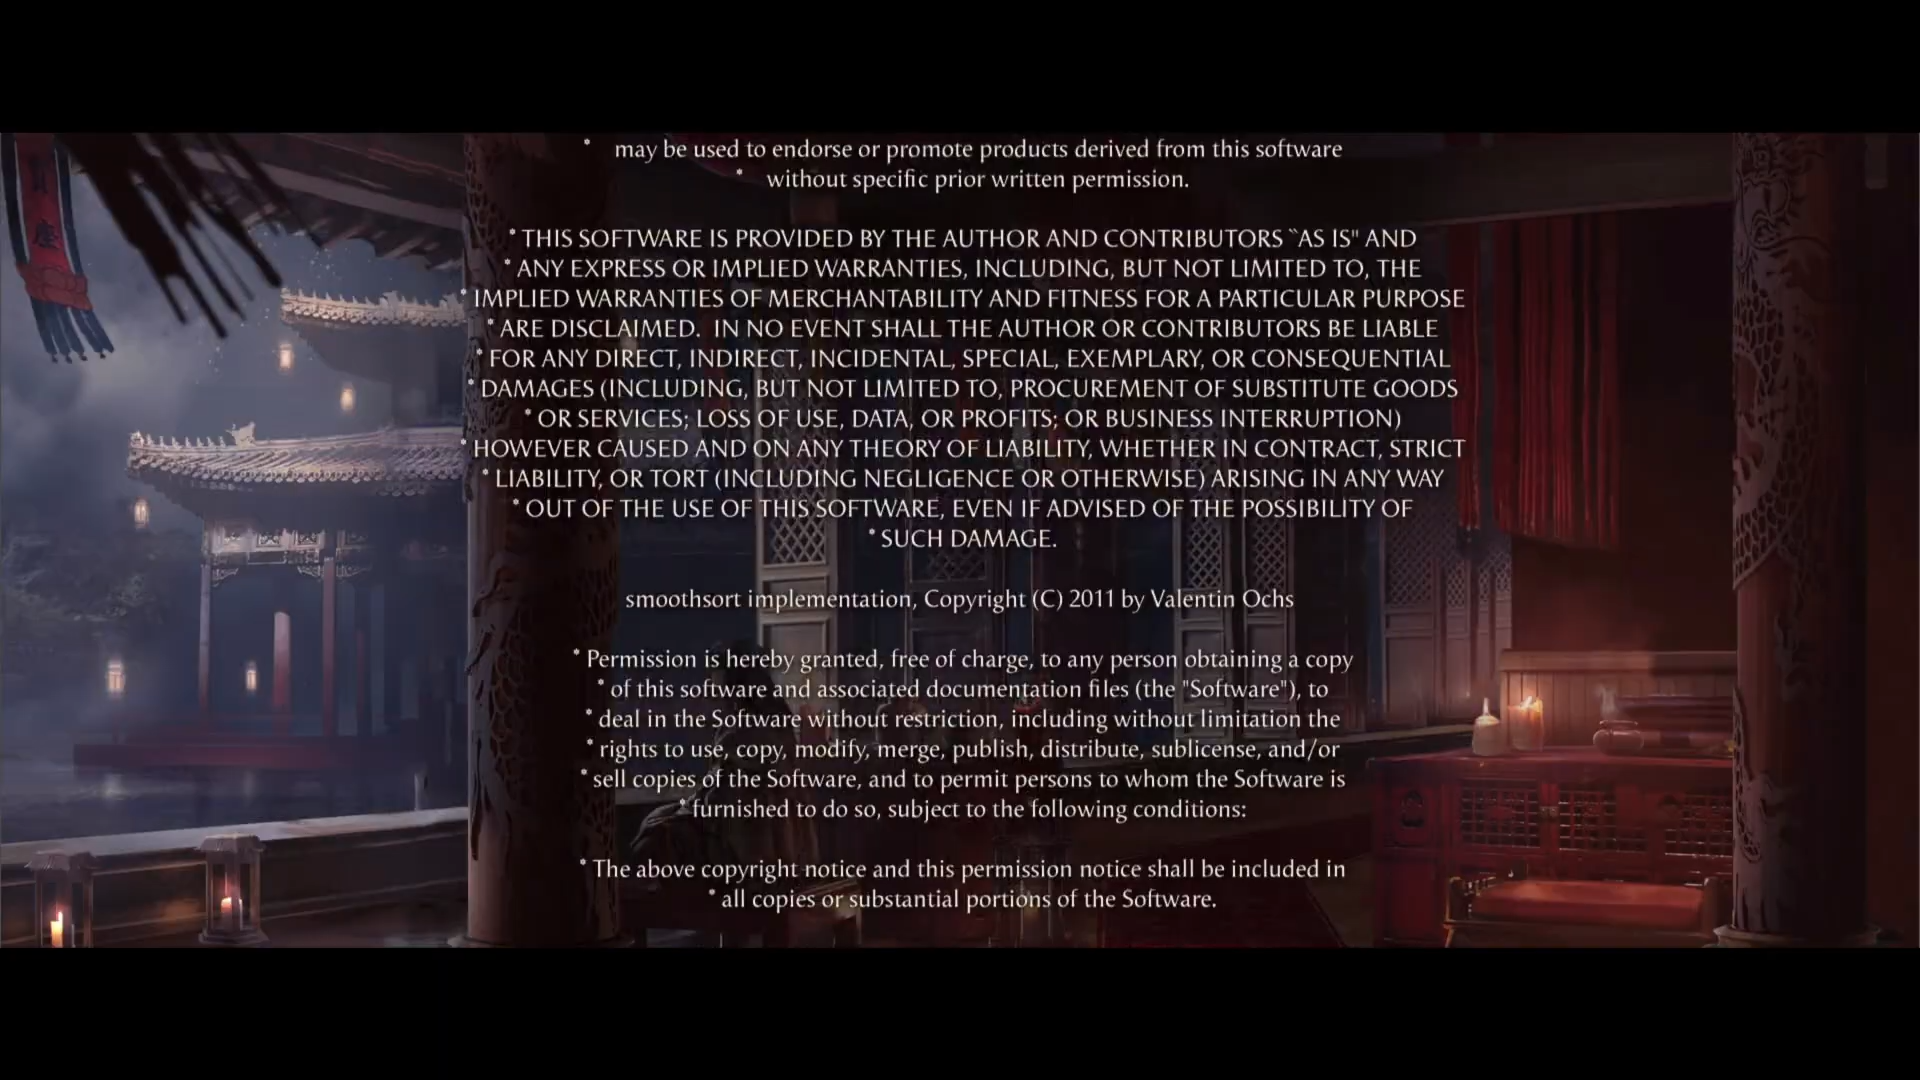 * may be used to endorse or promote products derived from this software
* without specific prior written permission.
* THIS SOFTWARE IS PROVIDED BY THE AUTHOR AND CONTRIBUTORS ``AS IS" AND
* ANY EXPRESS OR IMPLIED WARRANTIES, INCLUDING, BUT NOT LIMITED TO, THE
* IMPLIED WARRANTIES OF MERCHANTABILITY AND FITNESS FOR A PARTICULAR PURPOSE
* ARE DISCLAIMED.  IN NO EVENT SHALL THE AUTHOR OR CONTRIBUTORS BE LIABLE
* FOR ANY DIRECT, INDIRECT, INCIDENTAL, SPECIAL, EXEMPLARY, OR CONSEQUENTIAL
* DAMAGES (INCLUDING, BUT NOT LIMITED TO, PROCUREMENT OF SUBSTITUTE GOODS
* OR SERVICES; LOSS OF USE, DATA, OR PROFITS; OR BUSINESS INTERRUPTION)
* HOWEVER CAUSED AND ON ANY THEORY OF LIABILITY, WHETHER IN CONTRACT, STRICT
* LIABILITY, OR TORT (INCLUDING NEGLIGENCE OR OTHERWISE) ARISING IN ANY WAY
* OUT OF THE USE OF THIS SOFTWARE, EVEN IF ADVISED OF THE POSSIBILITY OF
* SUCH DAMAGE.
smoothsort implementation, Copyright (C) 2011 by Valentin Ochs
* Permission is hereby granted, free of charge, to any person obtaining a copy
* of this software and associated documentation files (the "Software"), to
* deal in the Software without restriction, including without limitation the
* rights to use, copy, modify, merge, publish, distribute, sublicense, and/or
* sell copies of the Software, and to permit persons to whom the Software is
* furnished to do so, subject to the following conditions:
* The above copyright notice and this permission notice shall be included in
* all copies or substantial portions of the Software.